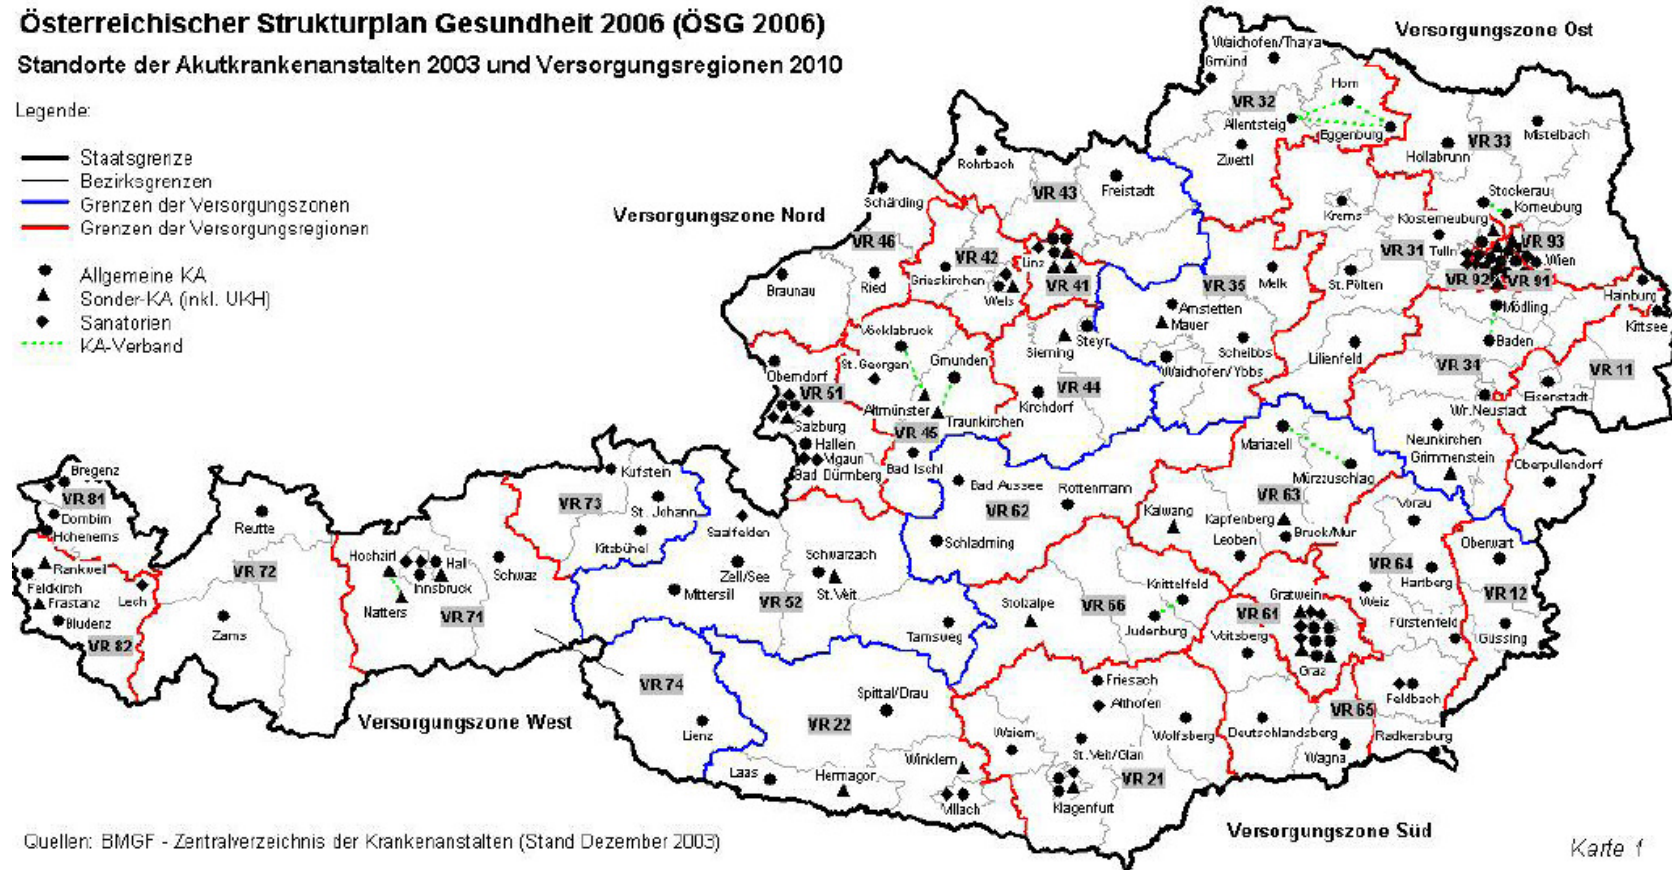 Österreichischer Strukturplan Gesundheit 2006 (ÖSG 2006)
Standorte der Akutkrankenanstalten 2003 und Versorgungsregionen 2010
Legende:
Staatsgrenze
Bezirksgrenzen
Grenzen der Versorgungszonen
Grenzen der Versorgungsregionen
Allgemeine KA
Sonder-KA (inkl. UKH)
Sanatorien
KA-Verband
Versorgungszone Ost
Waidhofen/Thaya
Gmünd
Horn
VR 32
Allentsteig
Eggenburg
Zwettl
Mistelbach
VR 33
Hollabrunn
Stockerau
Korneuburg
Klosterneuburg
Krems
VR 31
Tulln
VR 93
Wien
VR 92
VR 91
St. Pölten
Hainburg
Kittsee
Mödling
Baden
VR 34
VR 11
Eisenstadt
Wr. Neustadt
Neunkirchen
Grimmenstein
Oberpullendorf
Lilienfeld
VR 35
Melk
Amstetten
Mauer
Scheibbs
Waidhofen/Ybbs
Versorgungszone Nord
Rohrbach
VR 43
Freistadt
Schärding
VR 46
VR 42
Linz
Grieskirchen
Wels
VR 41
Braunau
Ried
Vöcklabruck
St. Georgen
Gmunden
Sierning
Steyr
VR 44
Kirchdorf
Altmünster
Traunkirchen
VR 45
Bad Ischl
Oberndorf
VR 51
Salzburg
Hallein
Vigaun
Bad Dürrnberg
Bad Aussee
Rottenmann
VR 62
Schladming
Mariazell
Mürzzuschlag
VR 63
Kalwang
Kapfenberg
Leoben
Bruck/Mur
Vorau
Oberwart
VR 64
Hartberg
VR 12
Weiz
Fürstenfeld
Güssing
Gratwein
VR 61
Voitsberg
Graz
Knittelfeld
VR 66
Judenburg
Stolzalpe
Feldbach
VR 65
Radkersburg
Deutschlandsberg
Wagna
Bregenz
VR 81
Dornbirn
Hohenems
Rankweil
Feldkirch
Frastanz
Lech
Bludenz
VR 82
Reutte
VR 72
Zams
Hochzirl
Hall
Innsbruck
Natters
VR 71
Schwaz
Kufstein
VR 73
St. Johann
Kitzbühel
Saalfelden
Zell/See
Schwarzach
St.Veit
Mittersill
VR 52
Tamsweg
Versorgungszone West
VR 74
Lienz
Spittal/Drau
VR 22
Laas
Hermagor
Winklern
Villach
Friesach
Althofen
Waiern
St.Veit/Glan
Wolfsberg
VR 21
Klagenfurt
Versorgungszone Süd
Quellen: BMGF - Zentralverzeichnis der Krankenanstalten (Stand Dezember 2003)
Karte 1